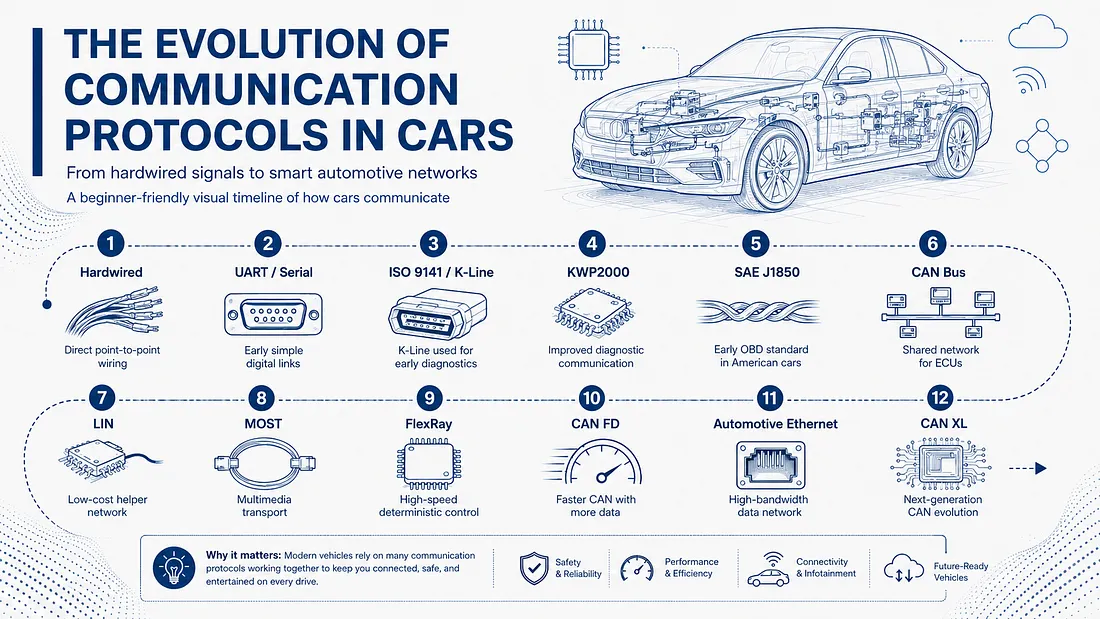 THE EVOLUTION OF
COMMUNICATION
PROTOCOLS IN CARS
From hardwired signals to smart automotive networks
A beginner-friendly visual timeline of how cars communicate
1
Hardwired
Direct point-to-point
wiring
2
UART / Serial
Early simple
digital links
3
ISO 9141 / K-Line
K-Line used for
early diagnostics
4
KWP2000
Improved diagnostic
communication
5
SAE J1850
Early OBD standard
in American cars
6
CAN Bus
Shared network
for ECUs
7
LIN
Low-cost helper
network
8
MOST
Multimedia
transport
9
FlexRay
High-speed
deterministic control
10
CAN FD
Faster CAN with
more data
11
Automotive Ethernet
High-bandwidth
data network
12
CAN XL
Next-generation
CAN evolution
Why it matters: Modern vehicles rely on many communication
protocols working together to keep you connected, safe, and
entertained on every drive.
Safety
& Reliability
Performance
& Efficiency
Connectivity
& Infotainment
Future-Ready
Vehicles